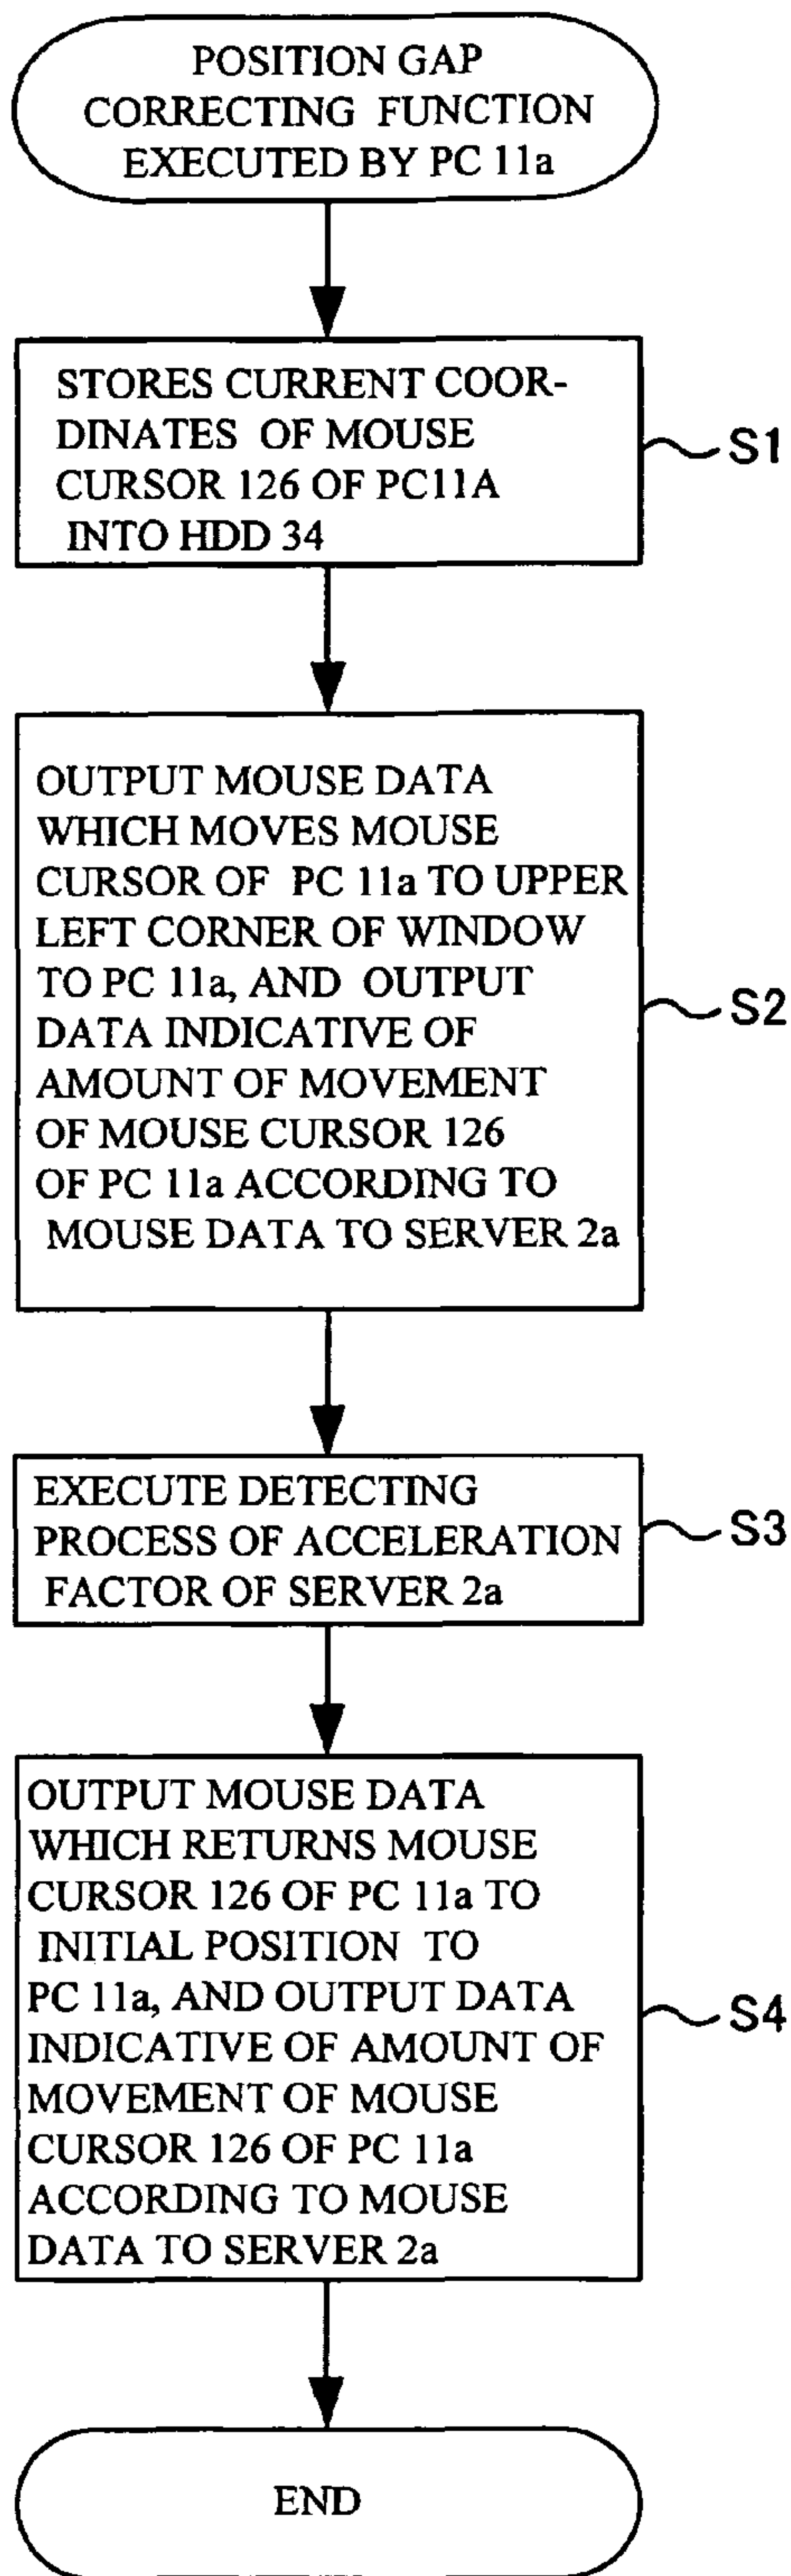 POSITION GAP
CORRECTING FUNCTION
EXECUTED BY PC 11a
STORES CURRENT COOR-
DINATES OF MOUSE
CURSOR 126 OF PC11A
INTO HDD 34
S1
OUTPUT MOUSE DATA
WHICH MOVES MOUSE
CURSOR OF PC 11a TO UPPER
LEFT CORNER OF WINDOW
TO PC 11a, AND OUTPUT
DATA INDICATIVE OF
AMOUNT OF MOVEMENT
OF MOUSE CURSOR 126
OF PC 11a ACCORDING TO
MOUSE DATA TO SERVER 2a
S2
EXECUTE DETECTING
PROCESS OF ACCELERATION
FACTOR OF SERVER 2a
S3
OUTPUT MOUSE DATA
WHICH RETURNS MOUSE
CURSOR 126 OF PC 11a TO
INITIAL POSITION TO
PC 11a, AND OUTPUT DATA
INDICATIVE OF AMOUNT OF
MOVEMENT OF MOUSE
CURSOR 126 OF PC 11a
ACCORDING TO MOUSE
DATA TO SERVER 2a
S4
END